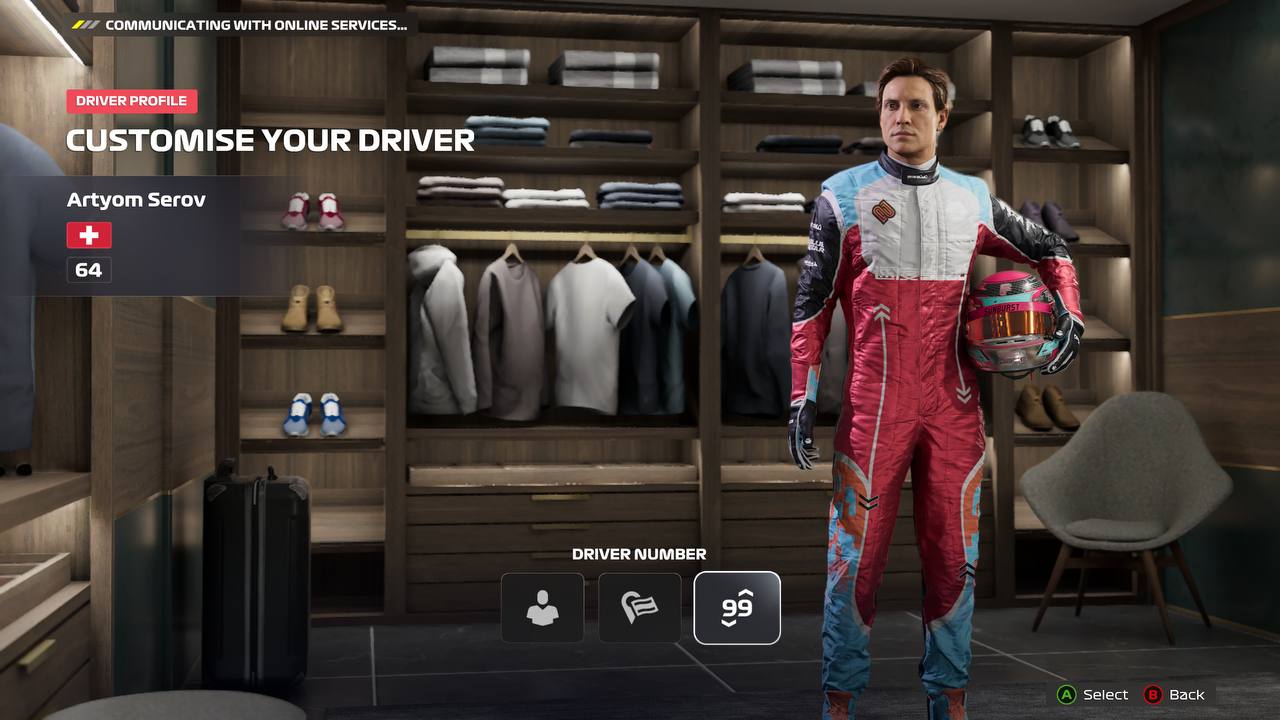 COMMUNICATING WITH ONLINE SERVICES...
DRIVER PROFILE
CUSTOMISE YOUR DRIVER
Artyom Serov
64
DRIVER NUMBER
99
A Select B Back